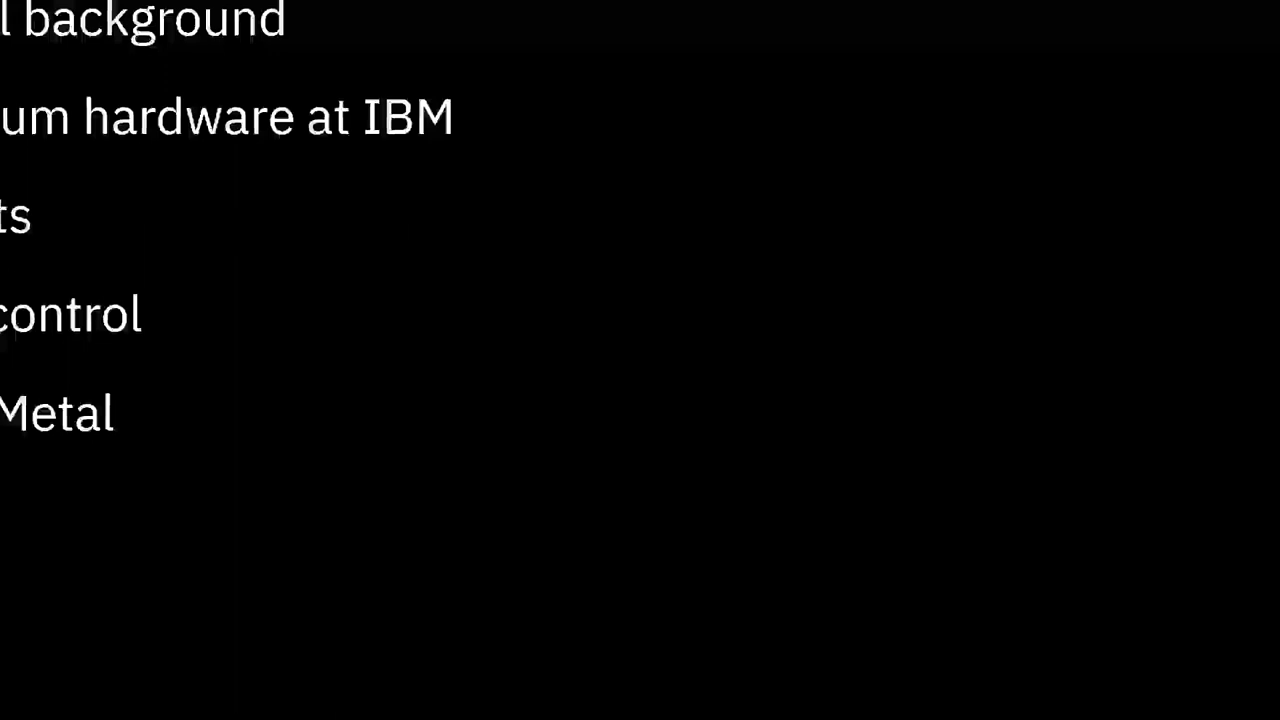 l background
um hardware at IBM
ts
control
Metal